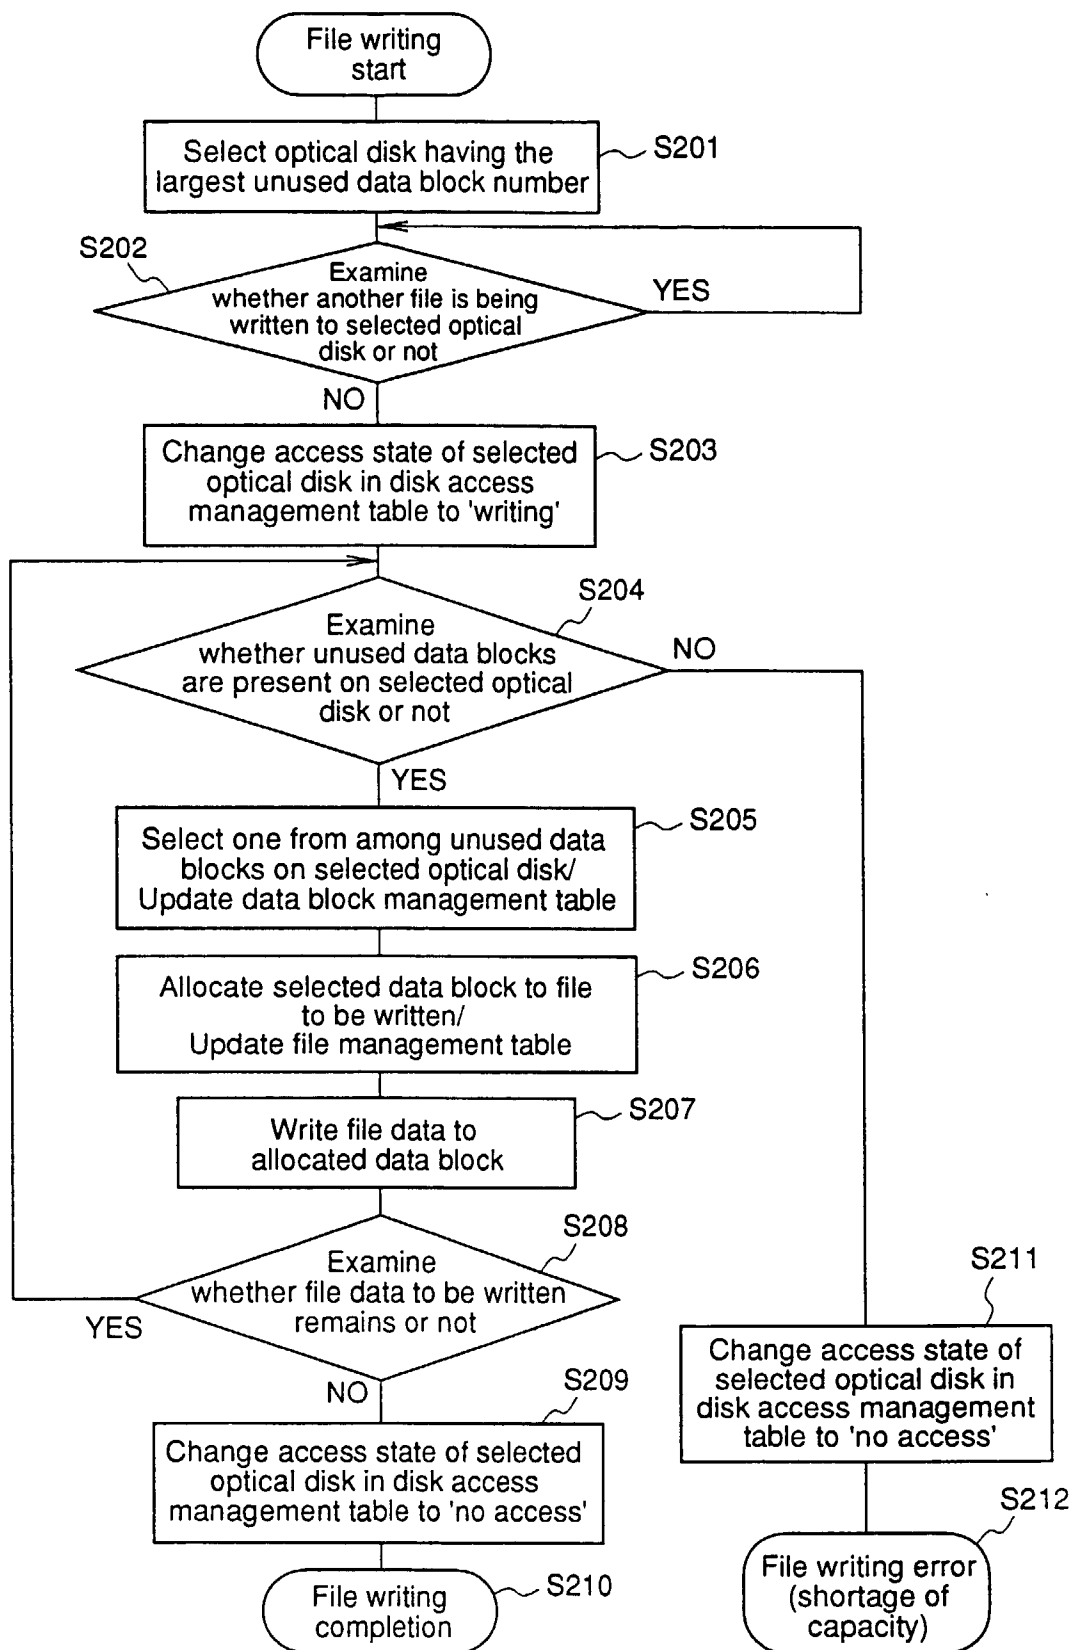 File writing
start
Select optical disk having the
largest unused data block number
S201
S202
Examine
whether another file is being
written to selected optical
disk or not
YES
NO
Change access state of selected
optical disk in disk access
management table to 'writing'
S203
S204
Examine
whether unused data blocks
are present on selected optical
disk or not
NO
YES
Select one from among unused data
blocks on selected optical disk/
Update data block management table
S205
Allocate selected data block to file
to be written/
Update file management table
S206
Write file data to
allocated data block
S207
S208
Examine
whether file data to be written
remains or not
YES
NO
S209
Change access state of selected
optical disk in disk access
management table to 'no access'
File writing
completion
S210
S211
Change access state of
selected optical disk in
disk access management
table to 'no access'
S212
File writing error
(shortage of
capacity)